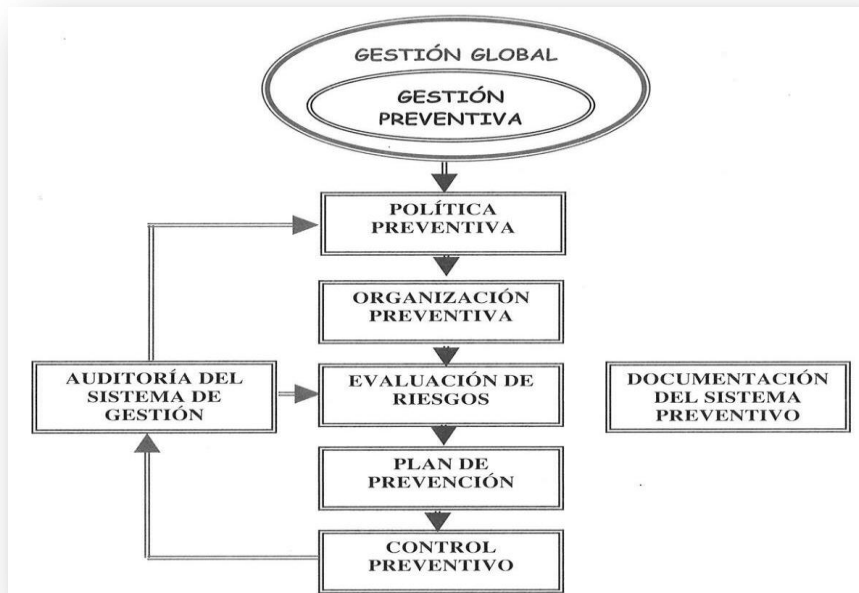 GESTIÓN GLOBAL
GESTIÓN
PREVENTIVA
POLÍTICA
PREVENTIVA
ORGANIZACIÓN
PREVENTIVA
AUDITORÍA DEL
SISTEMA DE
GESTIÓN
EVALUACIÓN DE
RIESGOS
DOCUMENTACIÓN
DEL SISTEMA
PREVENTIVO
PLAN DE
PREVENCIÓN
CONTROL
PREVENTIVO